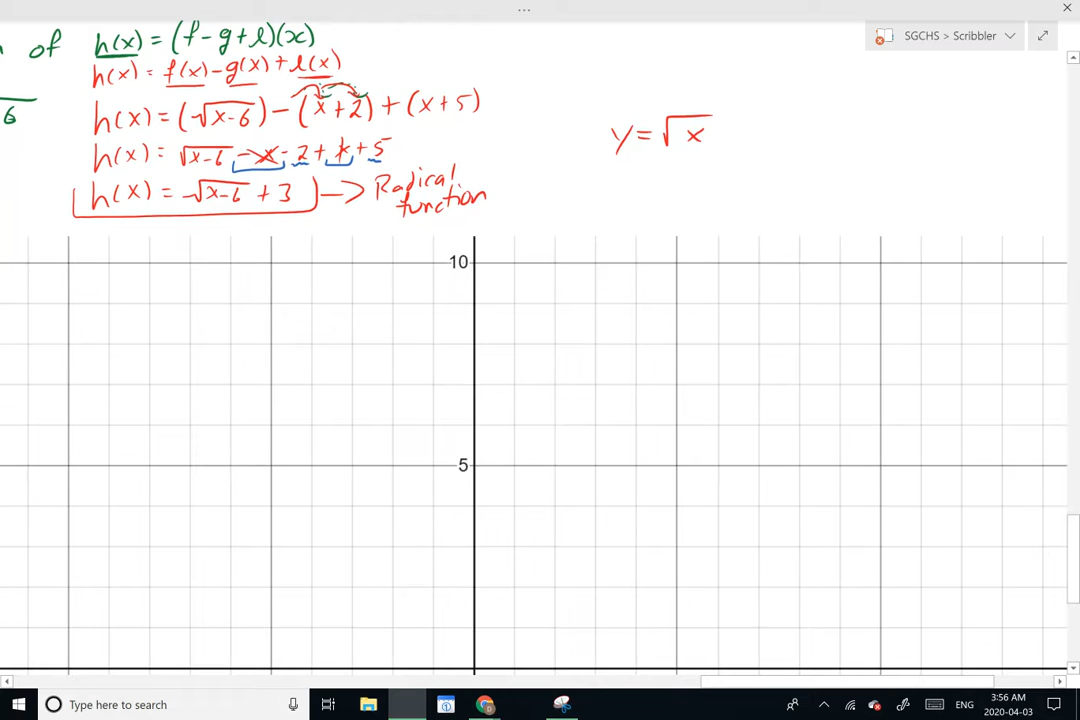 ...
SGCHS > Scribbler
of h(x) = (f - g + l)(x)
h(x) = f(x) - g(x) + l(x)
6
h(x) = (√x-6) - (x + 2) + (x + 5)
y = √x
h(x) = √x-6 - x - 2 + x + 5
h(x) = √x-6 + 3 → Radical
function
10
5
Type here to search
ENG
3:56 AM
2020-04-03